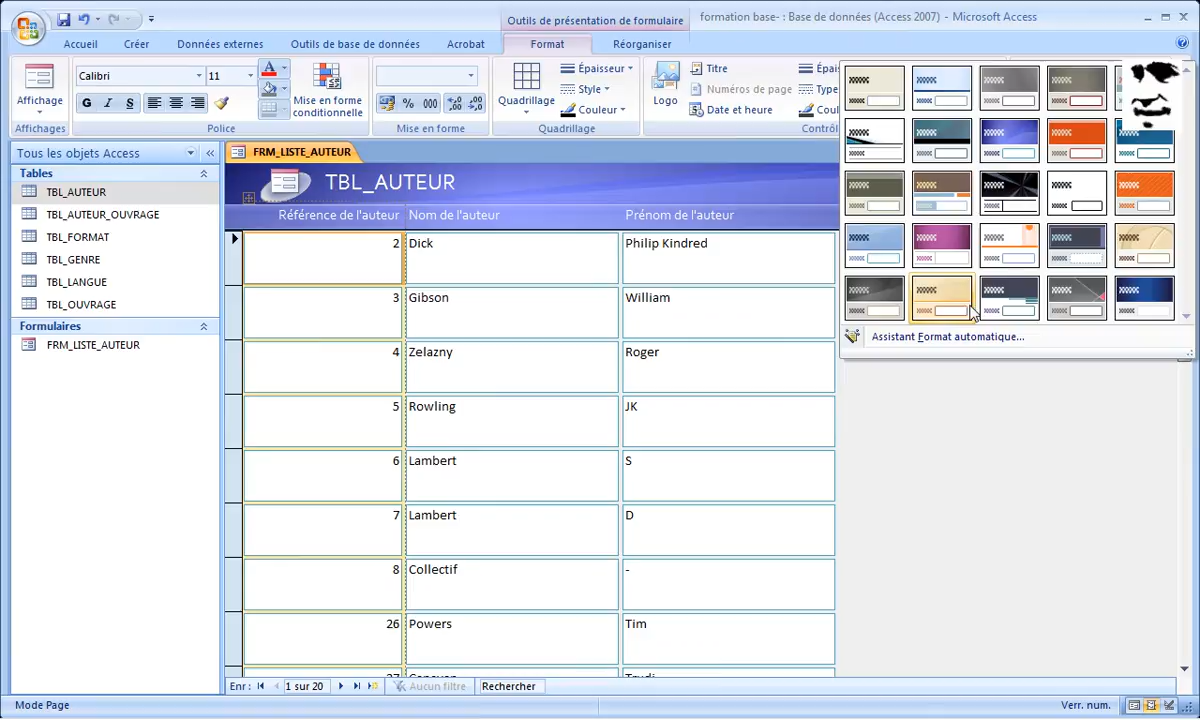 Outils de présentation de formulaire
formation base- : Base de données (Access 2007) - Microsoft Access
Accueil
Créer
Données externes
Outils de base de données
Acrobat
Format
Réorganiser
Affichage
Affichages
Calibri
11
G I S
Mise en forme
conditionnelle
Police
% 000
Mise en forme
Quadrillage
Épaisseur
Style
Couleur
Quadrillage
Logo
Titre
Numéros de page
Date et heure
Assistant Format automatique...
Tous les objets Access
Tables
TBL_AUTEUR
TBL_AUTEUR_OUVRAGE
TBL_FORMAT
TBL_GENRE
TBL_LANGUE
TBL_OUVRAGE
Formulaires
FRM_LISTE_AUTEUR
FRM_LISTE_AUTEUR
TBL_AUTEUR
Référence de l'auteur Nom de l'auteur Prénom de l'auteur
2 Dick Philip Kindred
3 Gibson William
4 Zelazny Roger
5 Rowling JK
6 Lambert S
7 Lambert D
8 Collectif -
26 Powers Tim
Enr : 1 sur 20 Aucun filtre Rechercher
Mode Page
Verr. num.